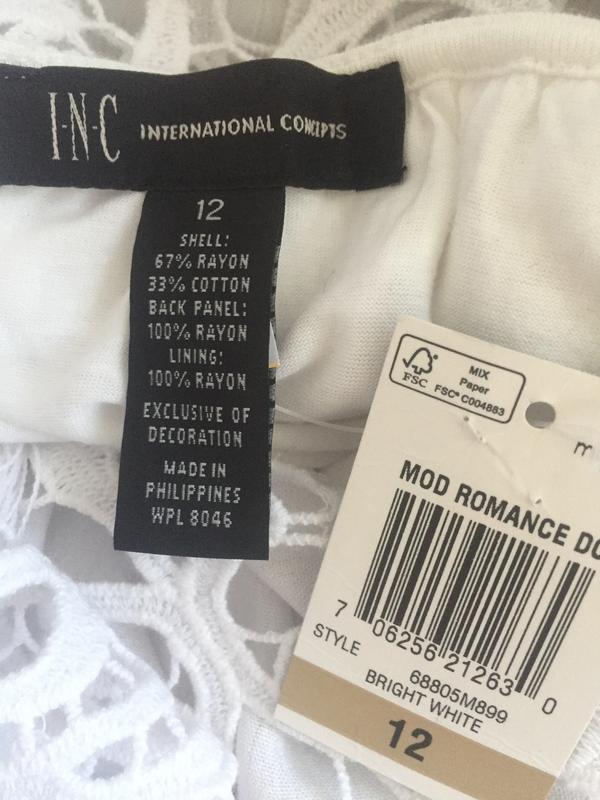 I·N·C INTERNATIONAL CONCEPTS
12
SHELL:
67% RAYON
33% COTTON
BACK PANEL:
100% RAYON
LINING:
100% RAYON
EXCLUSIVE OF
DECORATION
MADE IN
PHILIPPINES
WPL 8046
FSC
MIX
Paper
FSC® C004883
m
MOD ROMANCE DO
7 06256 21263 0
STYLE 68805M899
BRIGHT WHITE
12